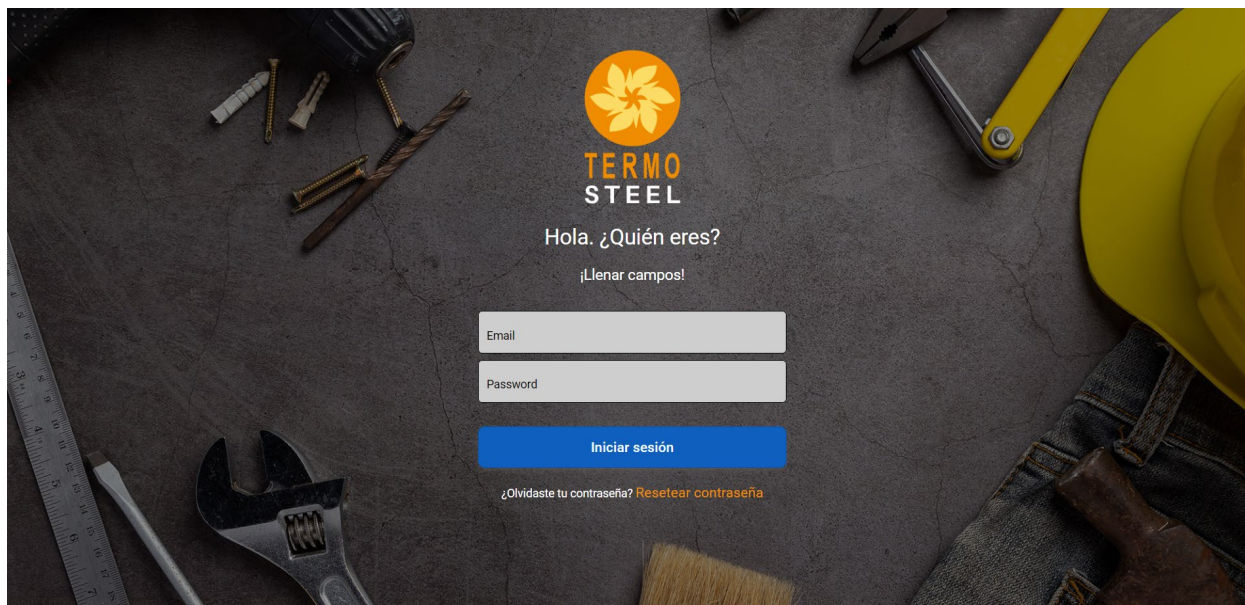 TERMO
STEEL
Hola. ¿Quién eres?
¡Llenar campos!
Email
Password
Iniciar sesión
¿Olvidaste tu contraseña? Resetear contraseña